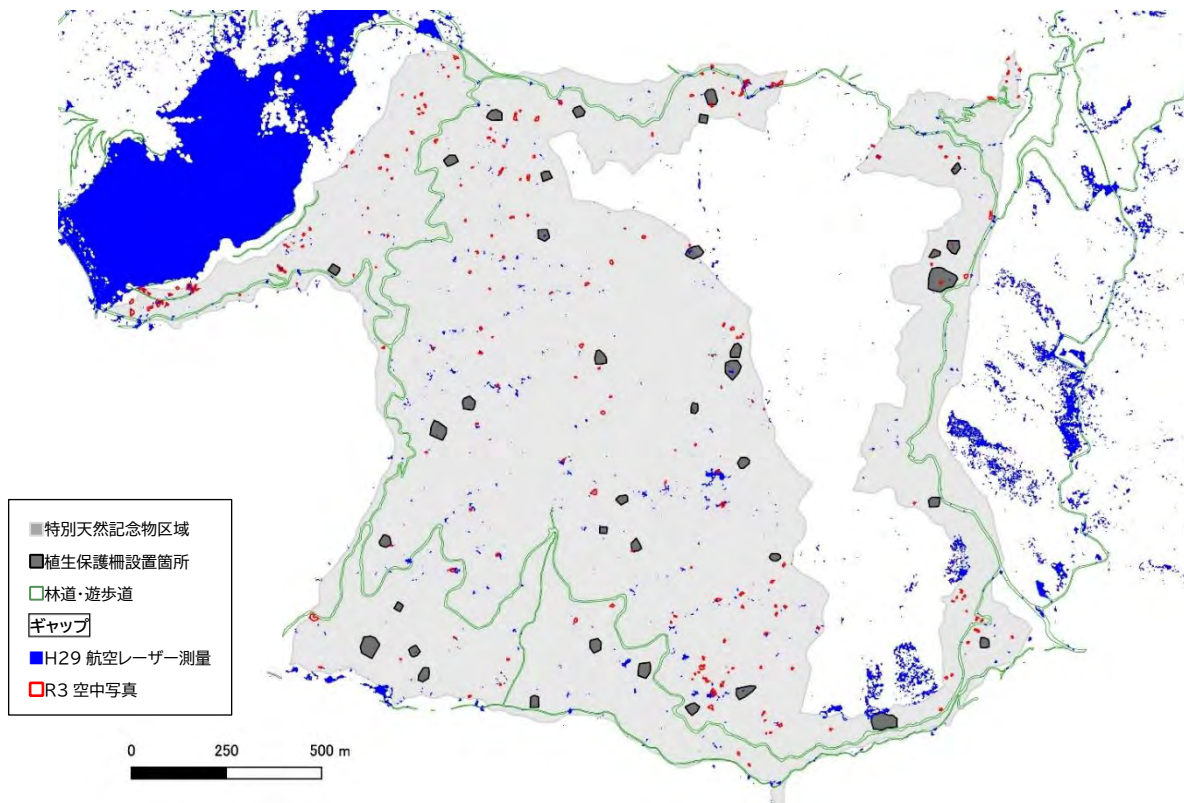 特別天然記念物区域
植生保護柵設置箇所
林道・遊歩道
ギャップ
H29 航空レーザー測量
R3 空中写真
0 250 500 m